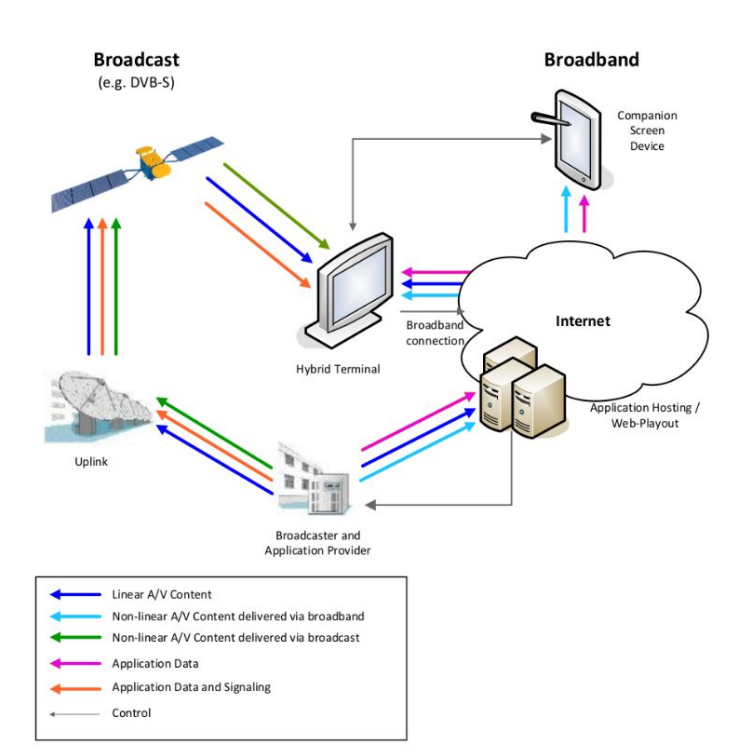 Broadcast
(e.g. DVB-S)
Broadband
Companion
Screen
Device
Internet
Broadband
connection
Hybrid Terminal
Application Hosting /
Web-Playout
Uplink
Broadcaster and
Application Provider
Linear A/V Content
Non-linear A/V Content delivered via broadband
Non-linear A/V Content delivered via broadcast
Application Data
Application Data and Signaling
Control